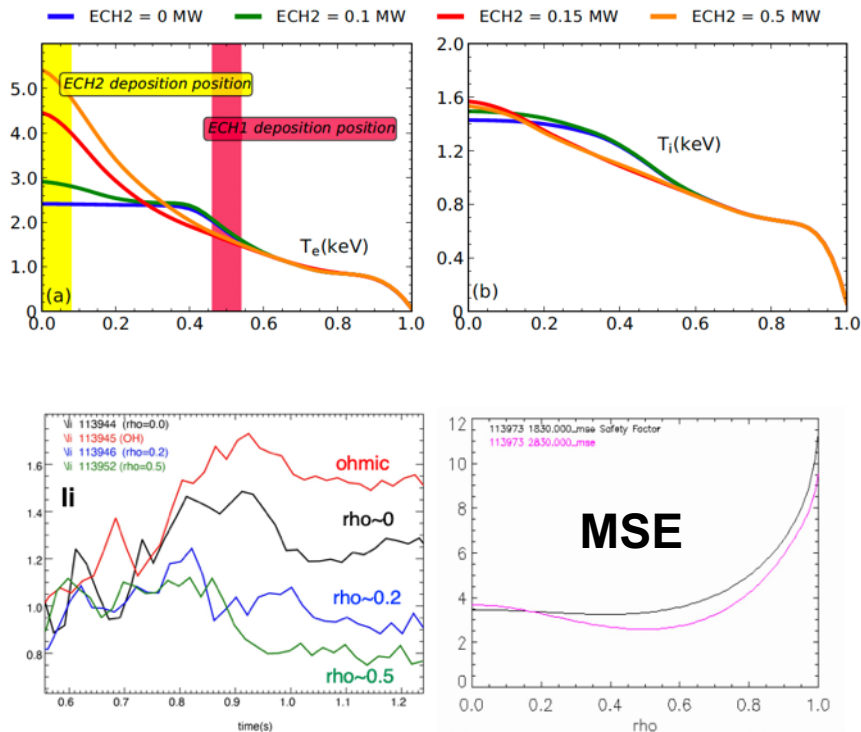 ECH2 = 0 MW ECH2 = 0.1 MW ECH2 = 0.15 MW ECH2 = 0.5 MW
5.0
4.0
3.0
2.0
1.0
0
ECH2 deposition position
ECH1 deposition position
Te(keV)
(a)
0.0 0.2 0.4 0.6 0.8 1.0
2.0
1.6
1.2
0.8
0.4
0
Ti(keV)
(b)
0.0 0.2 0.4 0.6 0.8 1.0
\li 113944 (rho=0.0)
\li 113945 (OH)
\li 113946 (rho=0.2)
\li 113952 (rho=0.5)
li
1.6
1.4
1.2
1.0
0.8
ohmic
rho~0
rho~0.2
rho~0.5
0.6 0.7 0.8 0.9 1.0 1.1 1.2
time(s)
12
10
8
6
4
2
0
113973 1830.000_mse Safety Factor
113973 2830.000_mse
MSE
0.0 0.2 0.4 0.6 0.8 1.0
rho